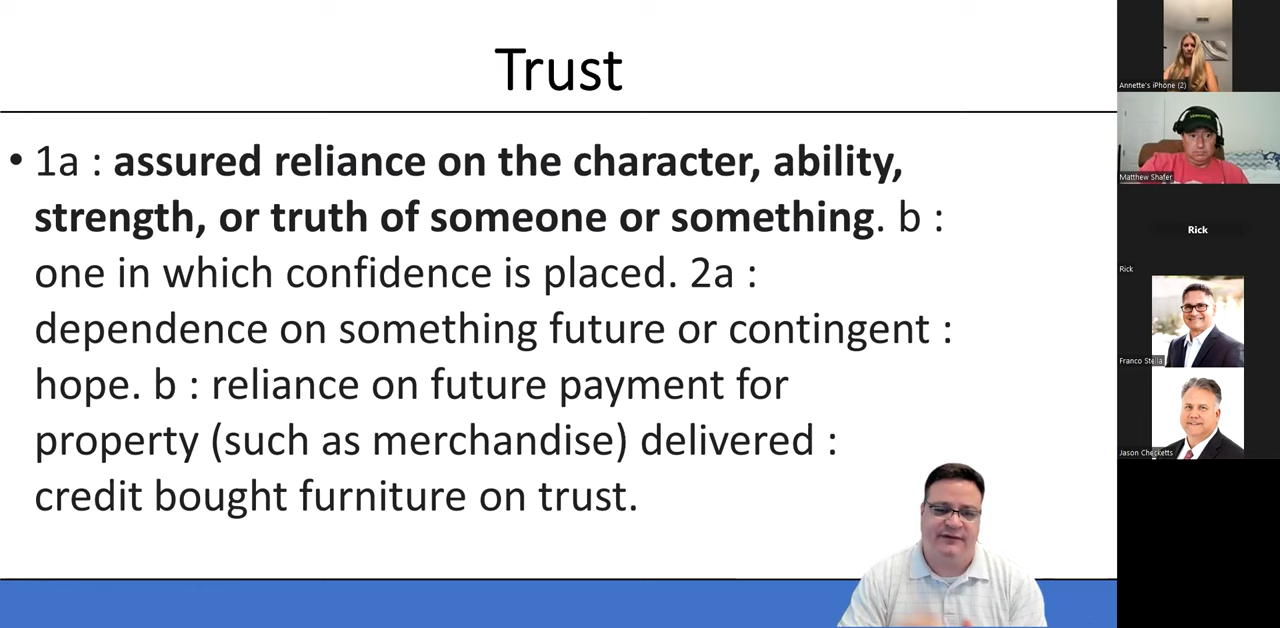 Trust
• 1a : assured reliance on the character, ability,
strength, or truth of someone or something. b :
one in which confidence is placed. 2a :
dependence on something future or contingent :
hope. b : reliance on future payment for
property (such as merchandise) delivered :
credit bought furniture on trust.
Annette's iPhone (2)
Matthew Shafer
Rick
Rick
Franco Stella
Jason Checketts